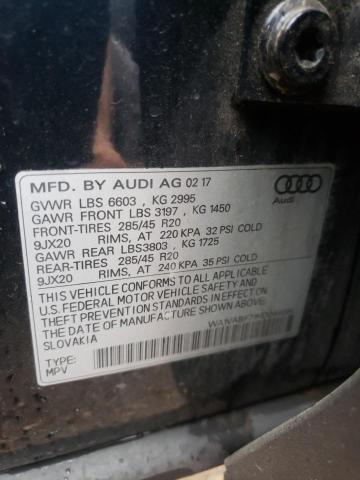 MFD. BY AUDI AG 02 17
GVWR LBS 6603 , KG 2995
GAWR FRONT LBS 3197 , KG 1450
FRONT-TIRES 285/45 R20
9JX20 RIMS, AT 220 KPA 32 PSI COLD
GAWR REAR LBS3803 , KG 1725
REAR-TIRES 285/45 R20
9JX20 RIMS, AT 240 KPA 35 PSI COLD
THIS VEHICLE CONFORMS TO ALL APPLICABLE
U.S. FEDERAL MOTOR VEHICLE SAFETY AND
THEFT PREVENTION STANDARDS IN EFFECT ON
THE DATE OF MANUFACTURE SHOWN ABOVE.
SLOVAKIA
TYPE:
MPV
Audi